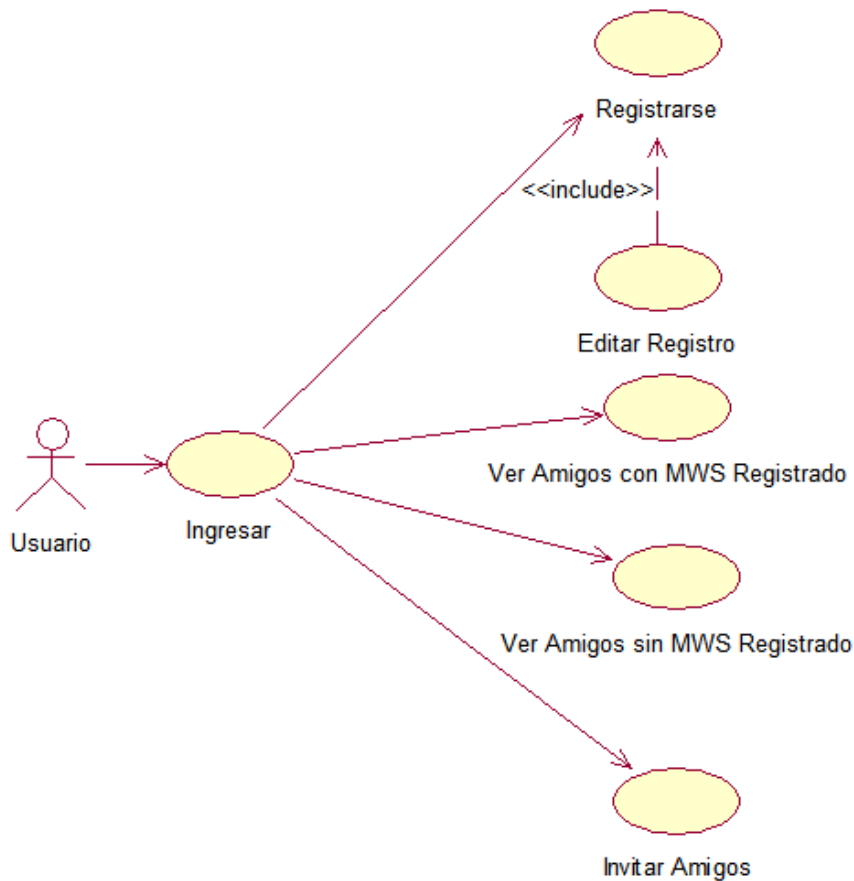 Registrarse
<<include>>
Editar Registro
Ver Amigos con MWS Registrado
Usuario
Ingresar
Ver Amigos sin MWS Registrado
Invitar Amigos